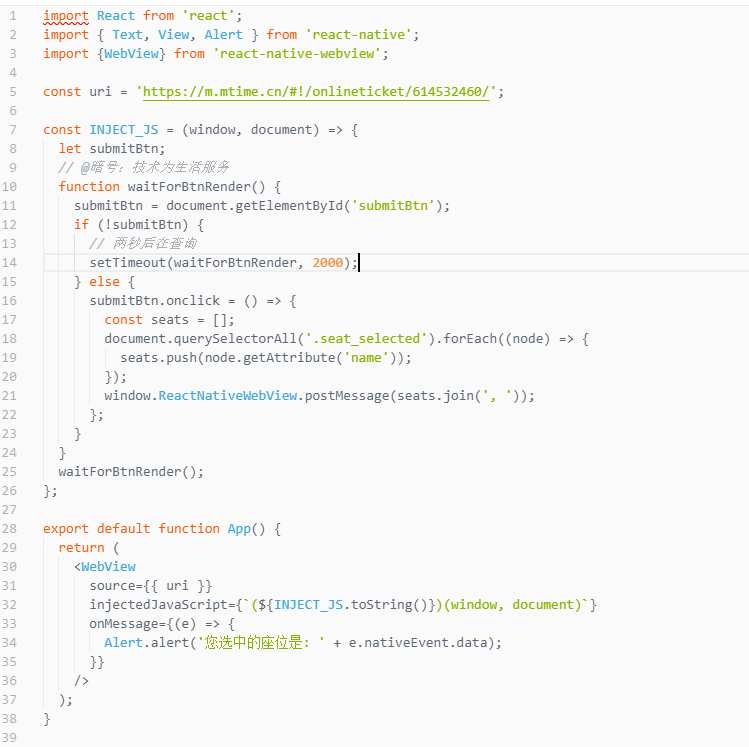 1 import React from 'react';
2 import { Text, View, Alert } from 'react-native';
3 import {WebView} from 'react-native-webview';
4
5 const uri = 'https://m.mtime.cn/#!/onlineticket/614532460/';
6
7 const INJECT_JS = (window, document) => {
8   let submitBtn;
9   // @暗号：技术为生活服务
10   function waitForBtnRender() {
11     submitBtn = document.getElementById('submitBtn');
12     if (!submitBtn) {
13       // 两秒后在查询
14       setTimeout(waitForBtnRender, 2000);
15     } else {
16       submitBtn.onclick = () => {
17         const seats = [];
18         document.querySelectorAll('.seat_selected').forEach((node) => {
19           seats.push(node.getAttribute('name'));
20         });
21         window.ReactNativeWebView.postMessage(seats.join(', '));
22       };
23     }
24   }
25   waitForBtnRender();
26 };
27
28 export default function App() {
29   return (
30     <WebView
31       source={{ uri }}
32       injectedJavaScript={`(${INJECT_JS.toString()})(window, document)`}
33       onMessage={(e) => {
34         Alert.alert('您选中的座位是: ' + e.nativeEvent.data);
35       }}
36     />
37   );
38 }
39